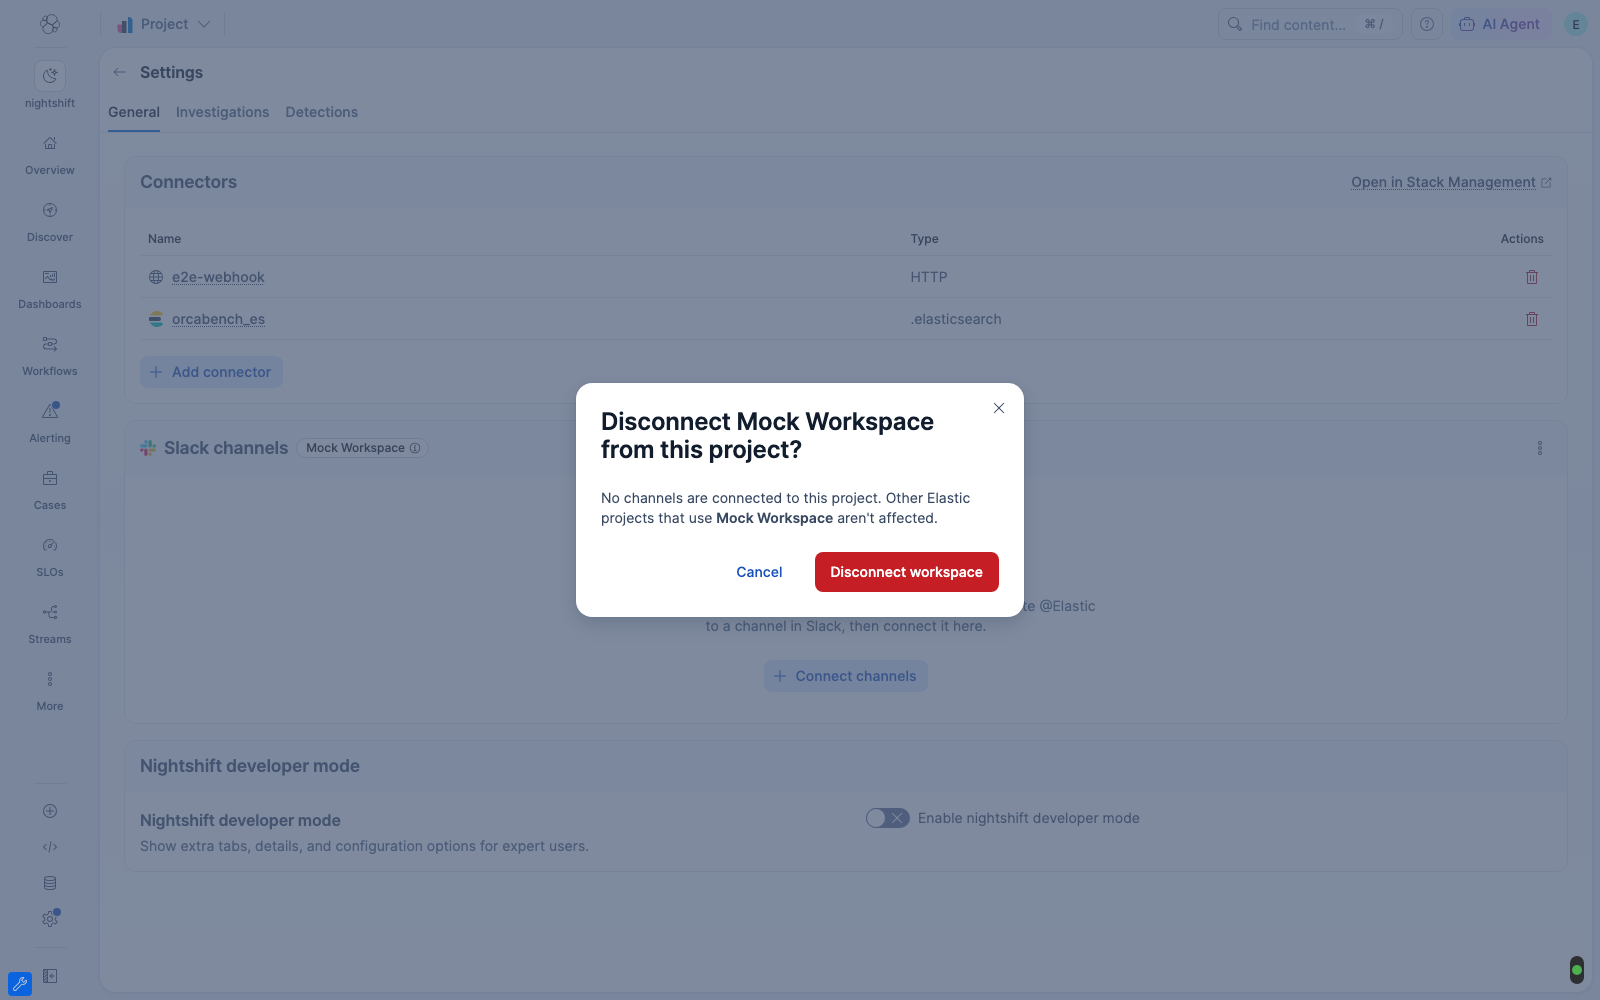 Project
Find content...
⌘ /
AI Agent
E
nightshift
Overview
Discover
Dashboards
Workflows
Alerting
Cases
SLOs
Streams
More
Settings
General
Investigations
Detections
Connectors
Open in Stack Management
Name
Type
Actions
e2e-webhook
HTTP
orcabench_es
.elasticsearch
Add connector
Slack channels
Mock Workspace
Disconnect Mock Workspace
from this project?
No channels are connected to this project. Other Elastic
projects that use Mock Workspace aren't affected.
Cancel
Disconnect workspace
@Elastic
to a channel in Slack, then connect it here.
Connect channels
Nightshift developer mode
Nightshift developer mode
Show extra tabs, details, and configuration options for expert users.
Enable nightshift developer mode